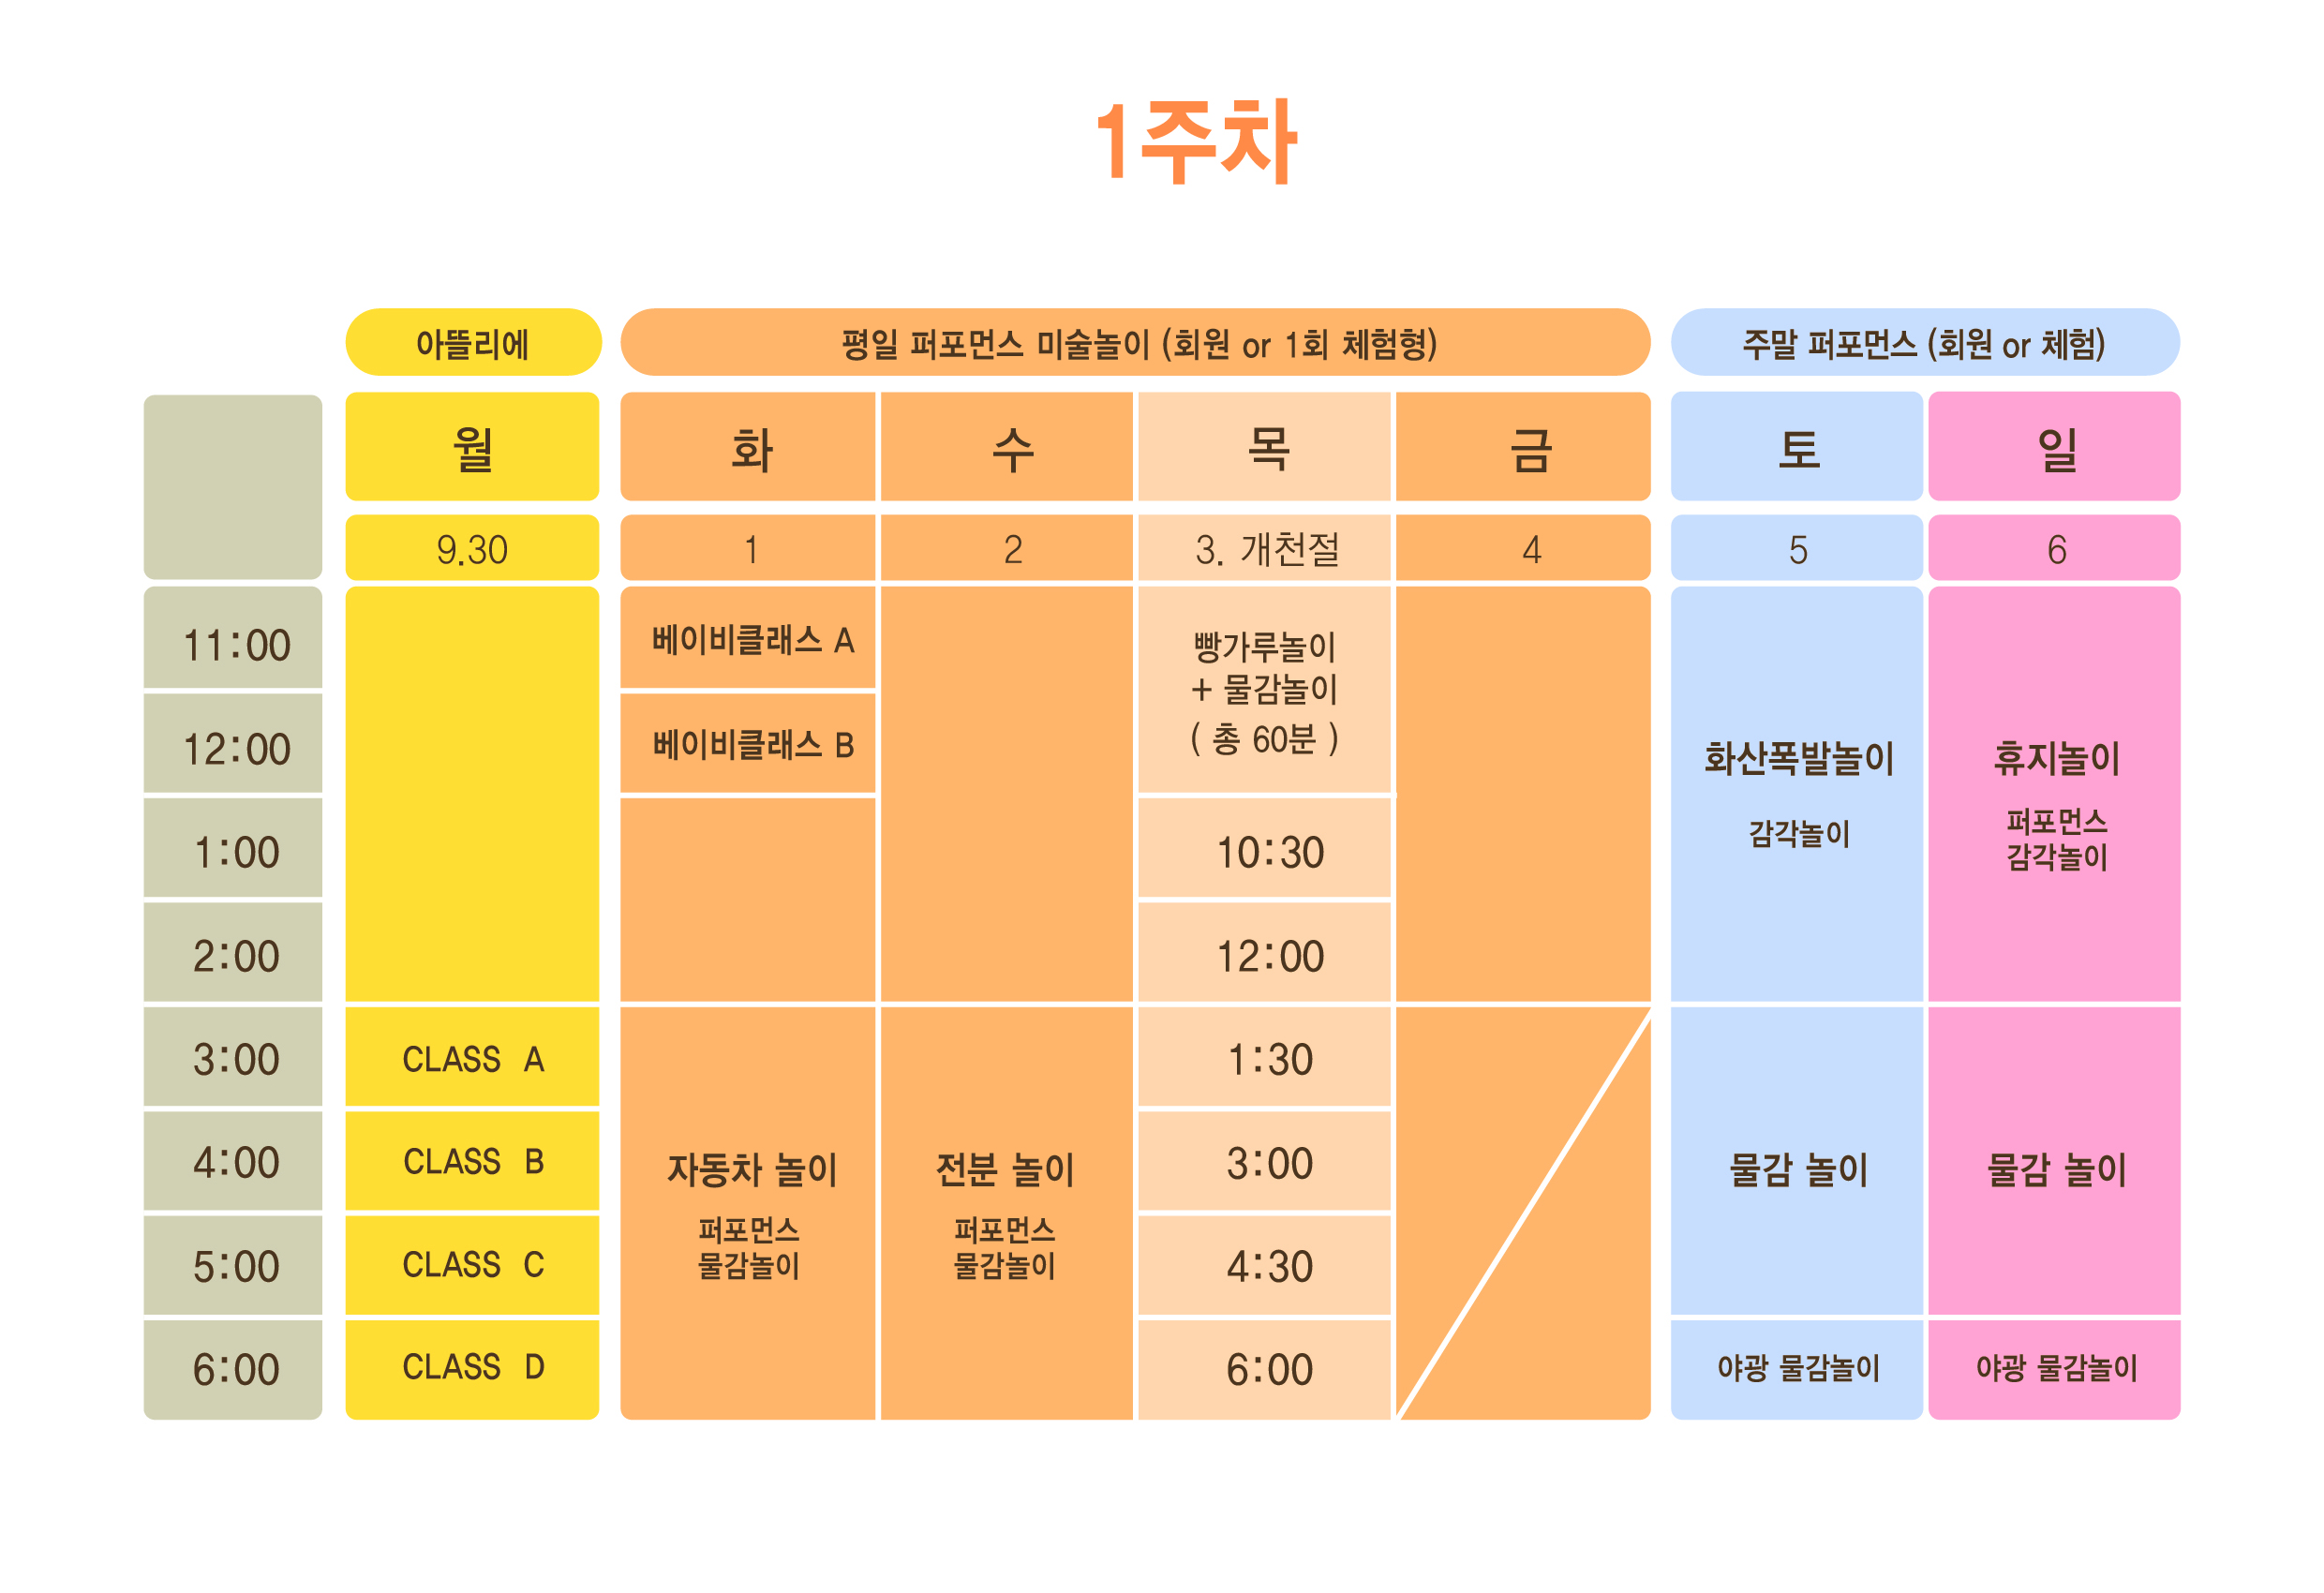 1주차
아뜰리에
평일 퍼포먼스 미술놀이 (회원 or 1회 체험형)
주말 퍼포먼스 (회원 or 체험)
월
화
수
목
금
토
일
9.30
1
2
3. 개천절
4
5
6
11:00
베이비클래스 A
빵가루놀이
+ 물감놀이
( 총 60분 )
12:00
베이비클래스 B
화산폭발놀이
감각놀이
휴지놀이
퍼포먼스
감각놀이
1:00
10:30
2:00
12:00
3:00
CLASS A
1:30
4:00
CLASS B
자동차 놀이
퍼포먼스
물감놀이
전분 놀이
퍼포먼스
물감놀이
3:00
물감 놀이
물감 놀이
5:00
CLASS C
4:30
6:00
CLASS D
6:00
야광 물감놀이
야광 물감놀이